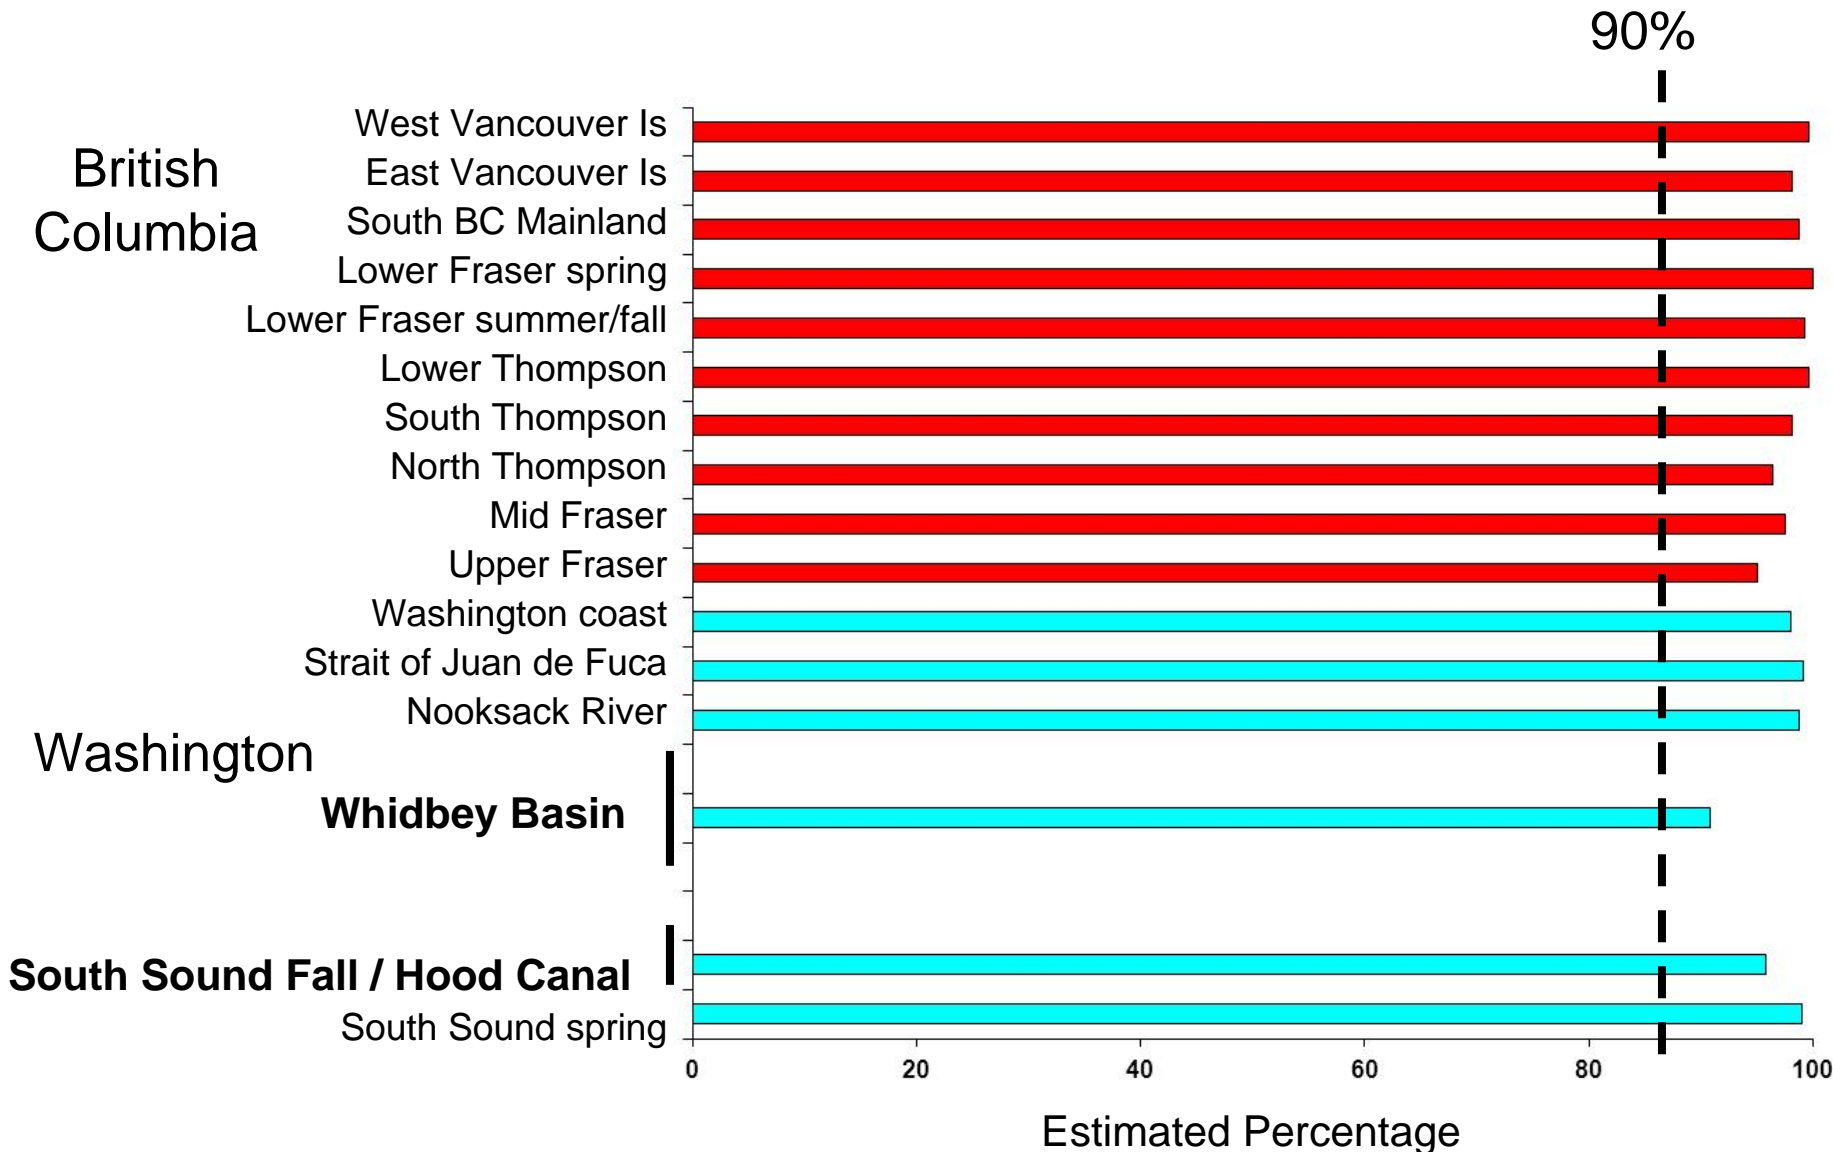 90%
British
Columbia
West Vancouver Is
East Vancouver Is
South BC Mainland
Lower Fraser spring
Lower Fraser summer/fall
Lower Thompson
South Thompson
North Thompson
Mid Fraser
Upper Fraser
Washington coast
Strait of Juan de Fuca
Nooksack River
Washington
Whidbey Basin
South Sound Fall / Hood Canal
South Sound spring
0 20 40 60 80 100
Estimated Percentage